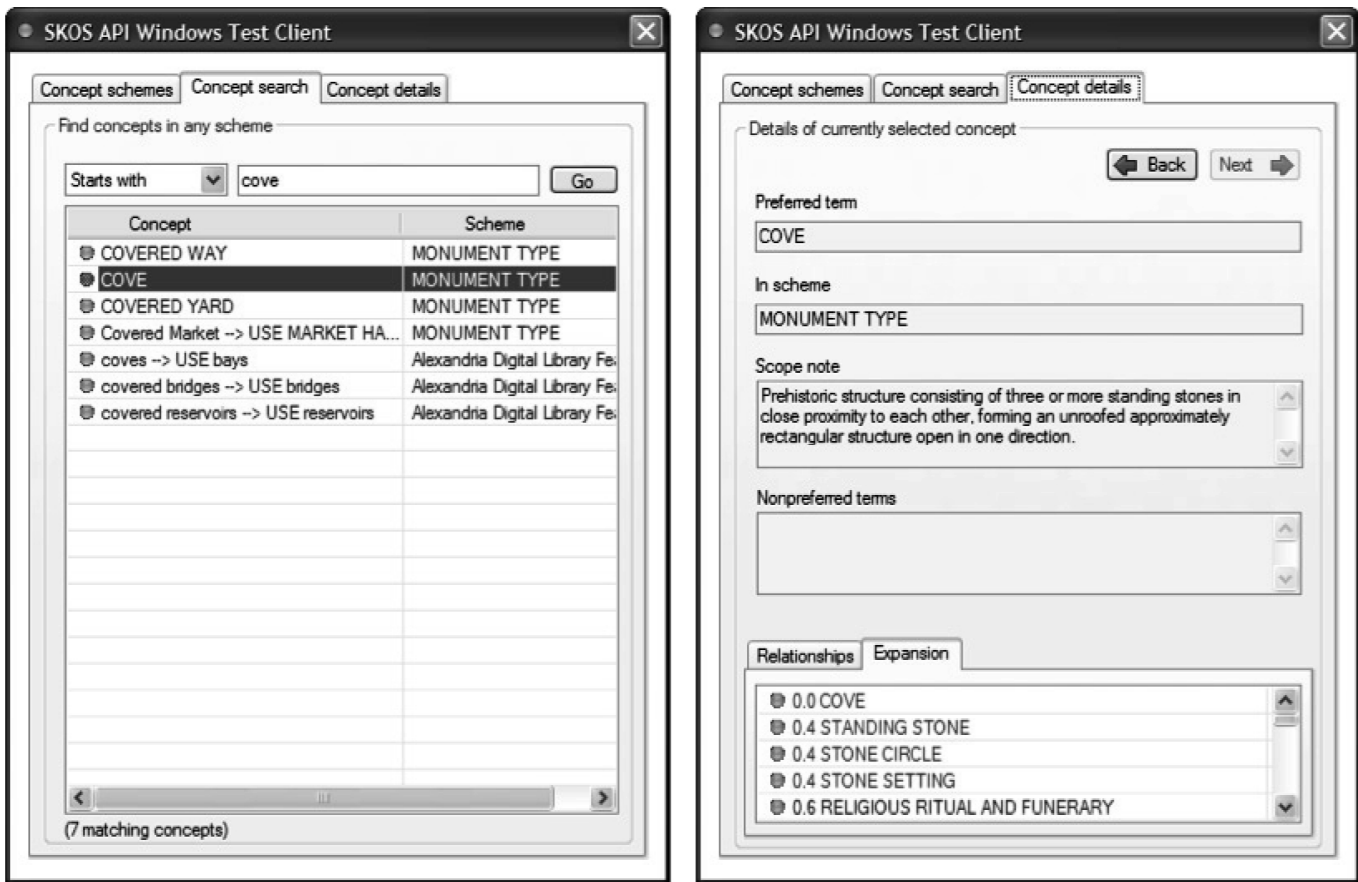 SKOS API Windows Test Client
Concept schemes Concept search Concept details
Find concepts in any scheme
Starts with cove Go
Concept Scheme
COVERED WAY MONUMENT TYPE
COVE MONUMENT TYPE
COVERED YARD MONUMENT TYPE
Covered Market --> USE MARKET HA... MONUMENT TYPE
coves --> USE bays Alexandria Digital Library Fe
covered bridges --> USE bridges Alexandria Digital Library Fe
covered reservoirs --> USE reservoirs Alexandria Digital Library Fe
(7 matching concepts)
SKOS API Windows Test Client
Concept schemes Concept search Concept details
Details of currently selected concept
Back Next
Preferred term
COVE
In scheme
MONUMENT TYPE
Scope note
Prehistoric structure consisting of three or more standing stones in
close proximity to each other, forming an unroofed approximately
rectangular structure open in one direction.
Nonpreferred terms
Relationships Expansion
0.0 COVE
0.4 STANDING STONE
0.4 STONE CIRCLE
0.4 STONE SETTING
0.6 RELIGIOUS RITUAL AND FUNERARY